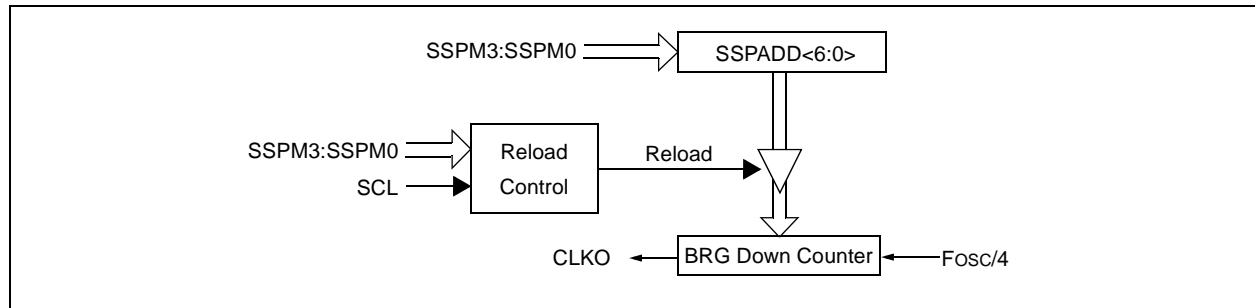 SSPM3:SSPM0
SSPADD<6:0>
SSPM3:SSPM0
SCL
Reload
Control
Reload
CLKO
BRG Down Counter
FOSC/4